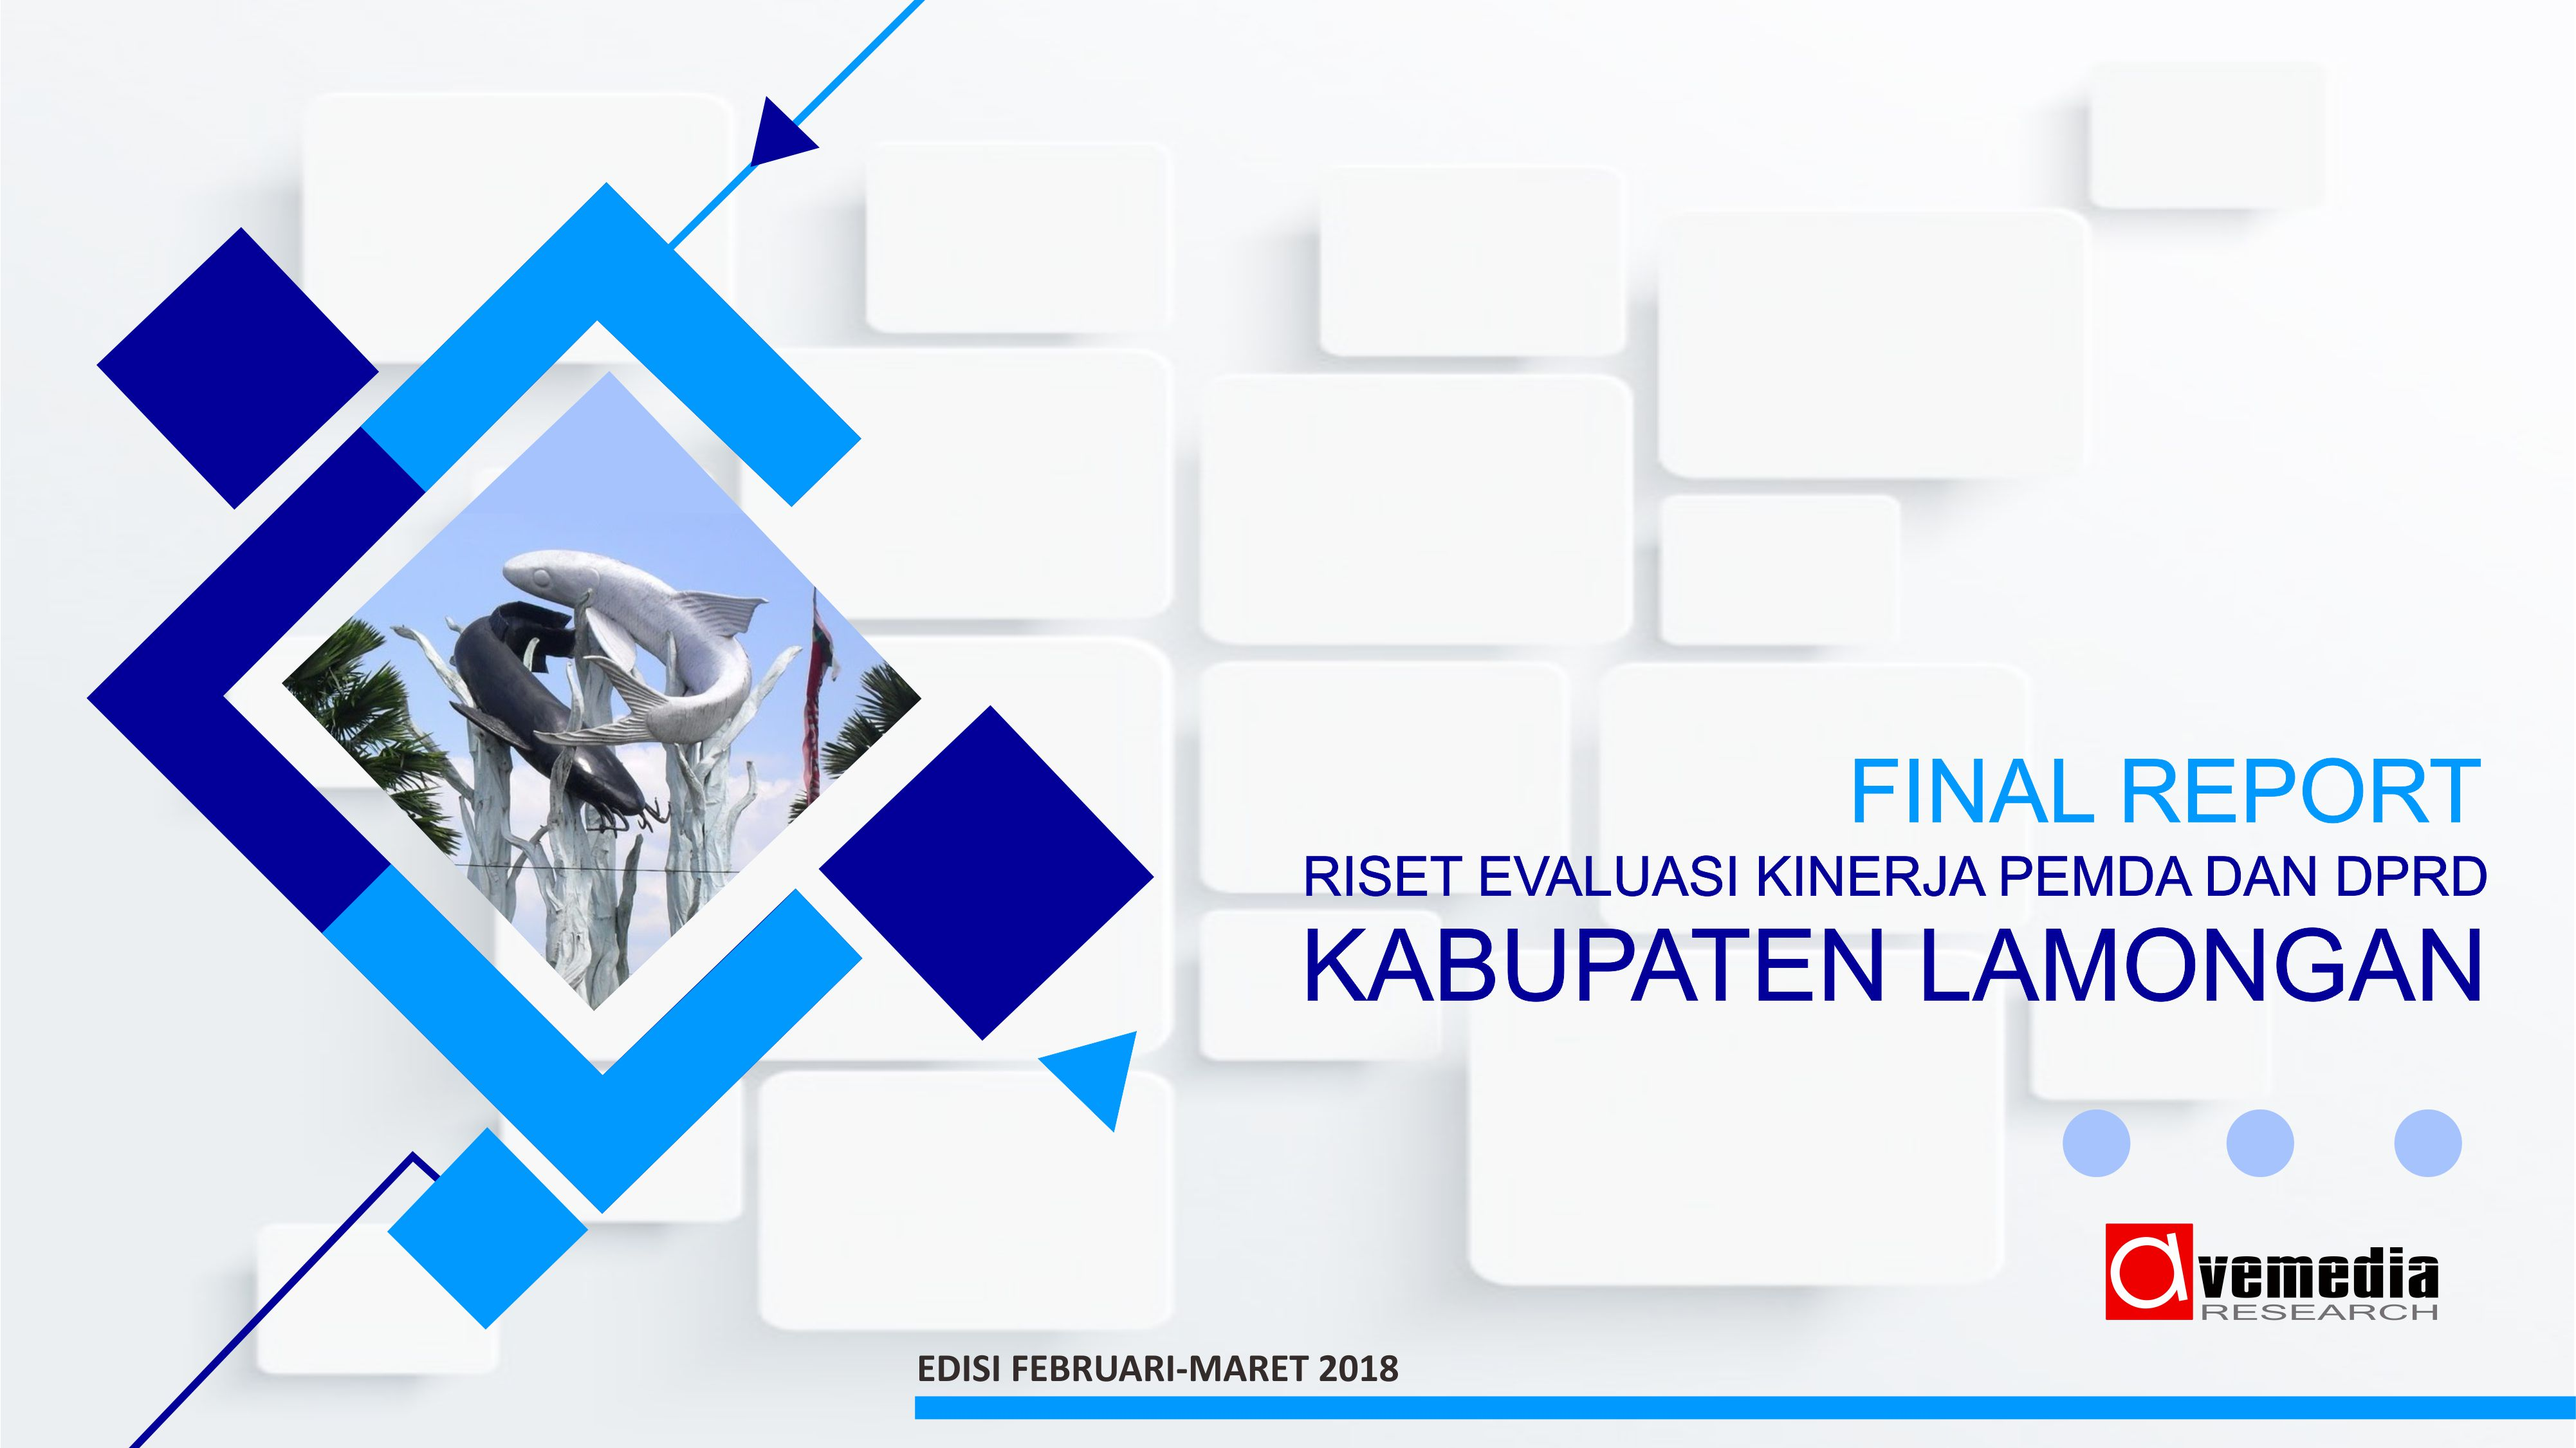 FINAL REPORT
RISET EVALUASI KINERJA PEMDA DAN DPRD
KABUPATEN LAMONGAN
avemedia
RESEARCH
EDISI FEBRUARI-MARET 2018